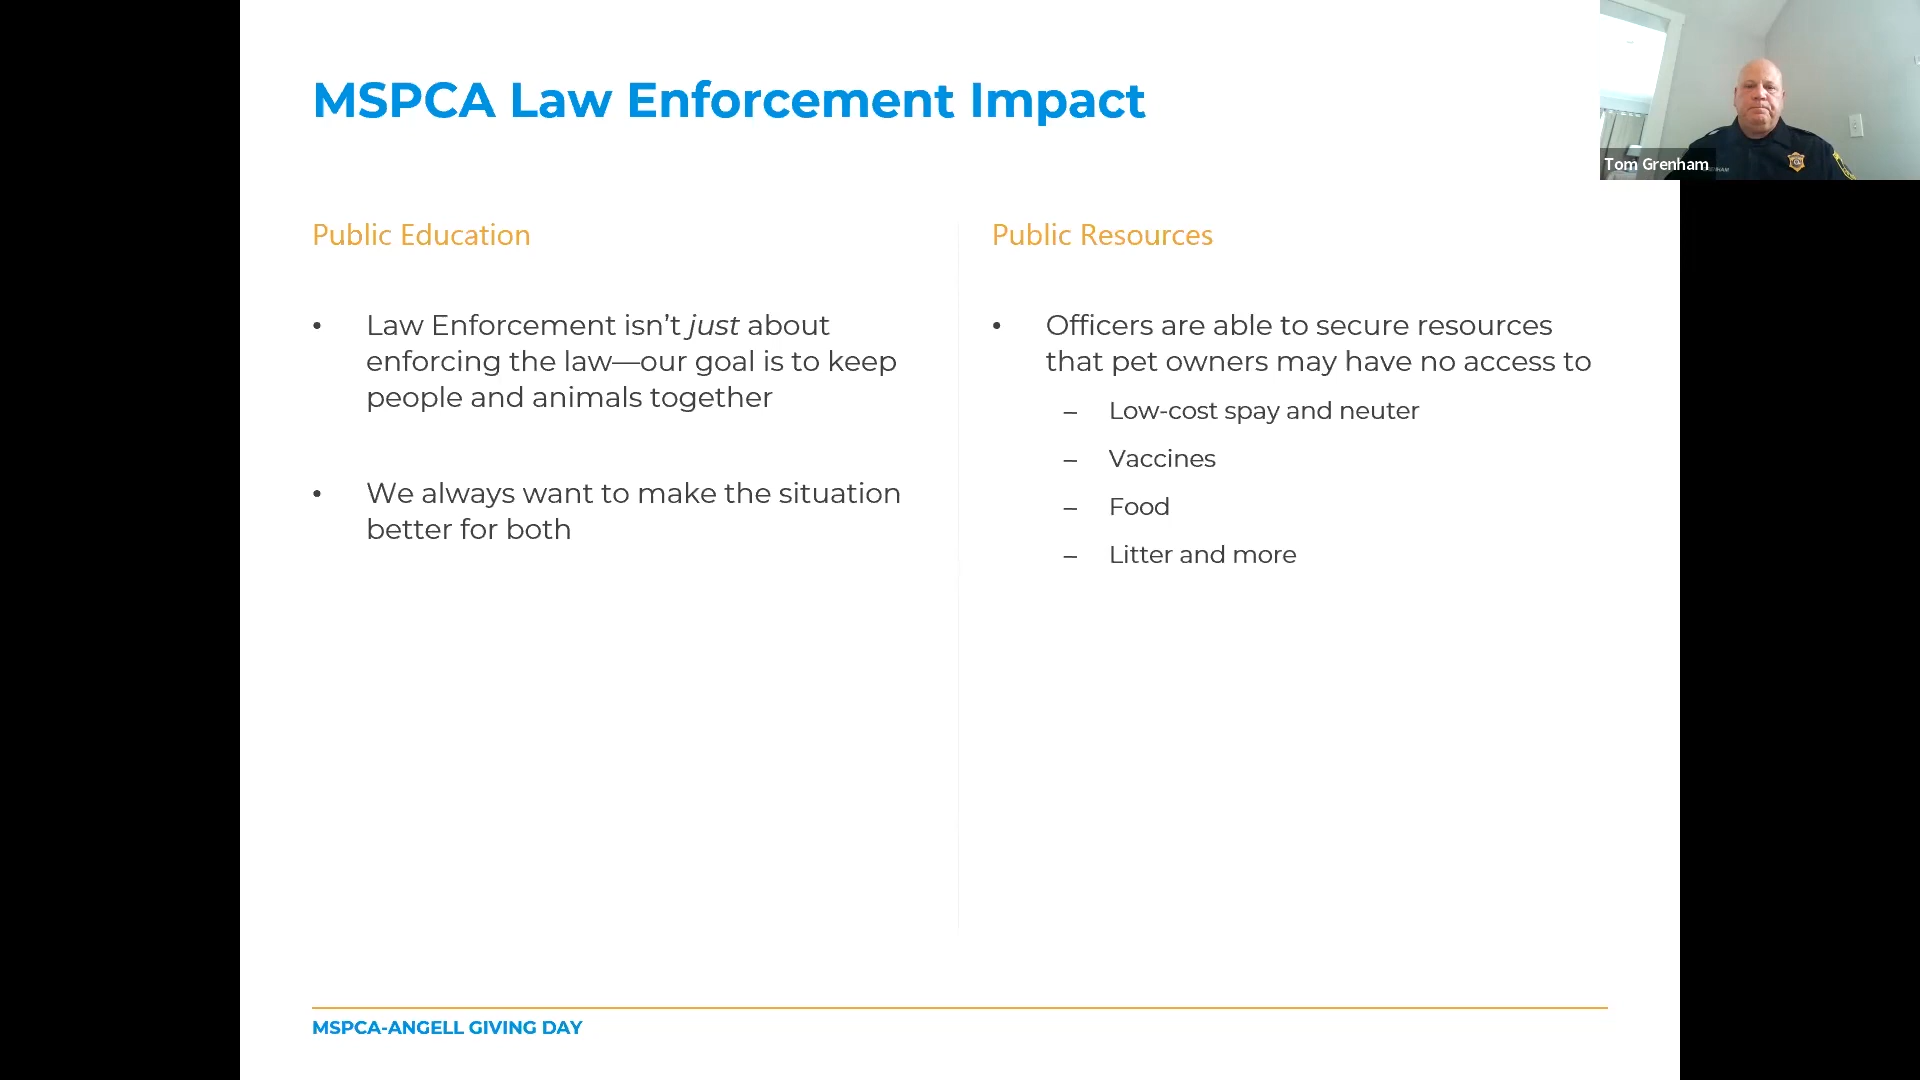 MSPCA Law Enforcement Impact
Tom Grenham
Public Education
• Law Enforcement isn’t just about
enforcing the law—our goal is to keep
people and animals together
• We always want to make the situation
better for both
Public Resources
• Officers are able to secure resources
that pet owners may have no access to
– Low-cost spay and neuter
– Vaccines
– Food
– Litter and more
MSPCA-ANGELL GIVING DAY